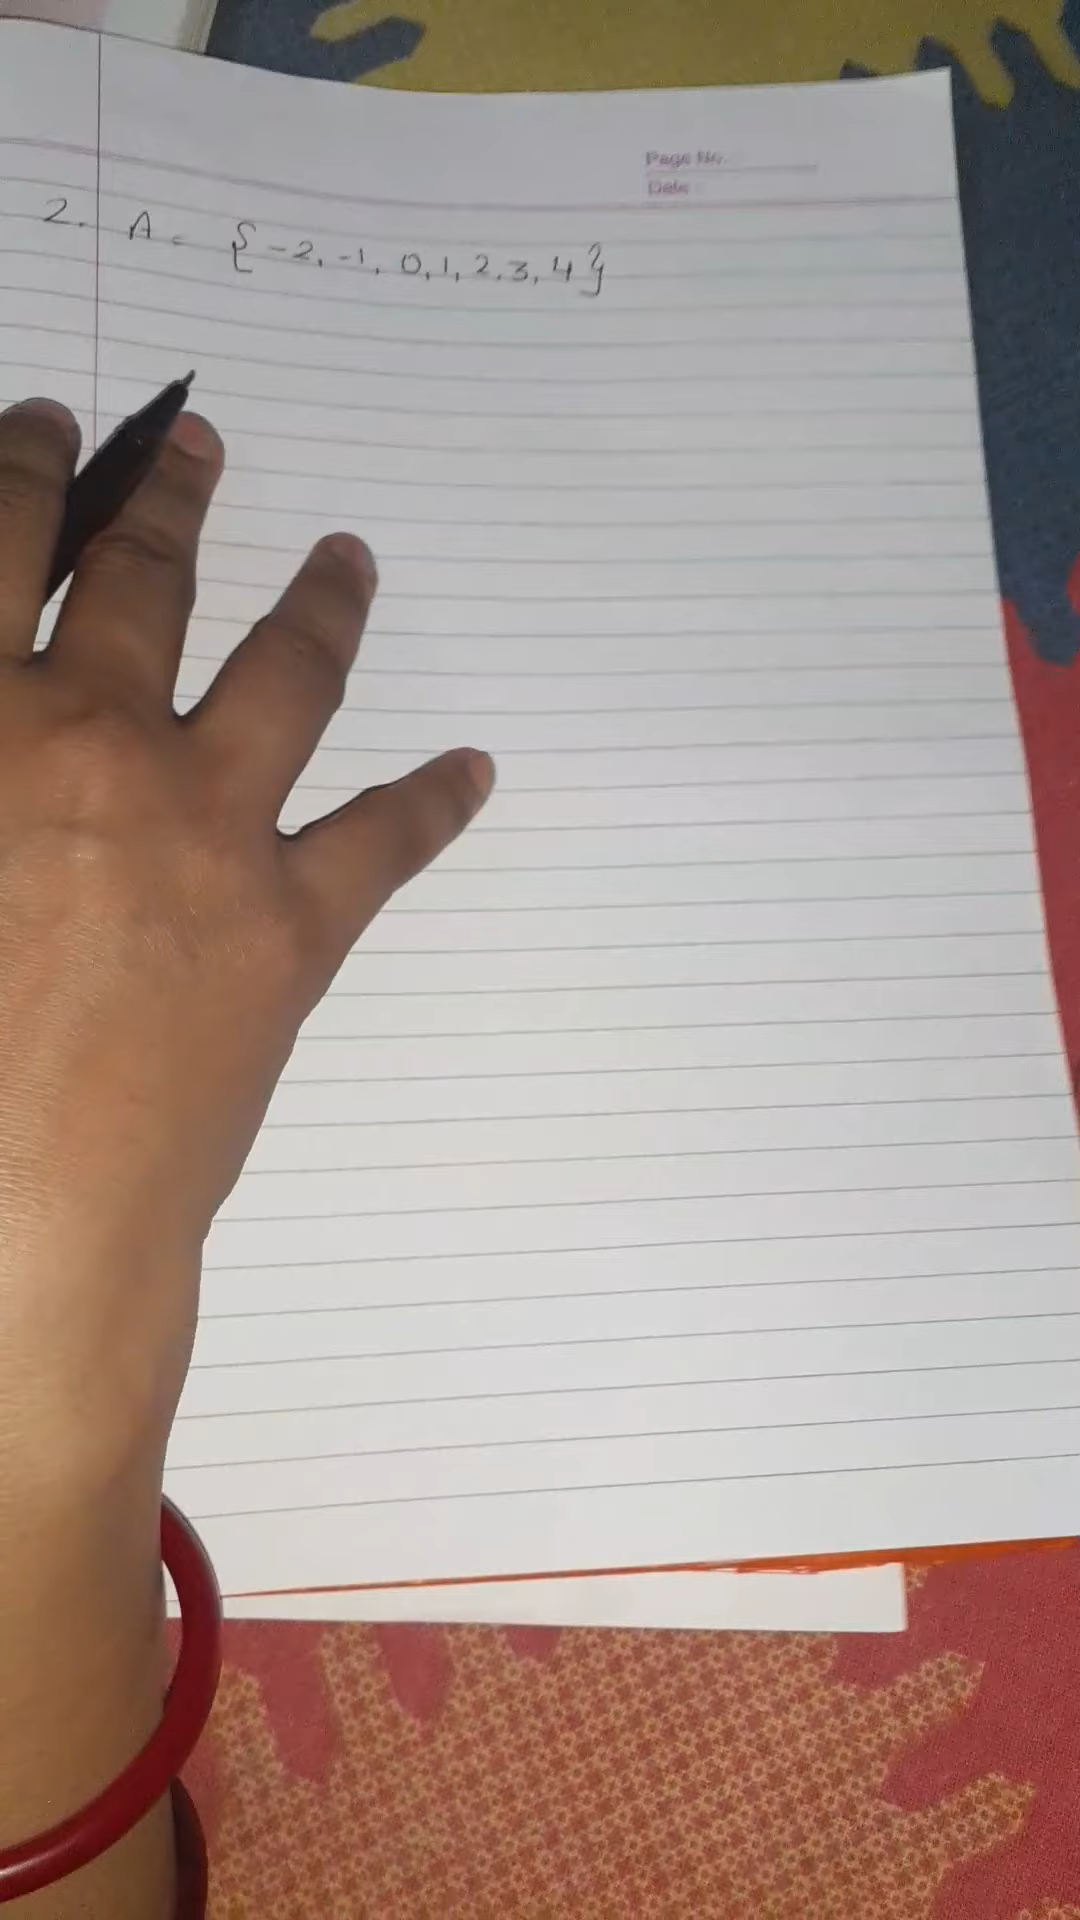 Page No.
Date
2. A = {-2, -1, 0, 1, 2, 3, 4}